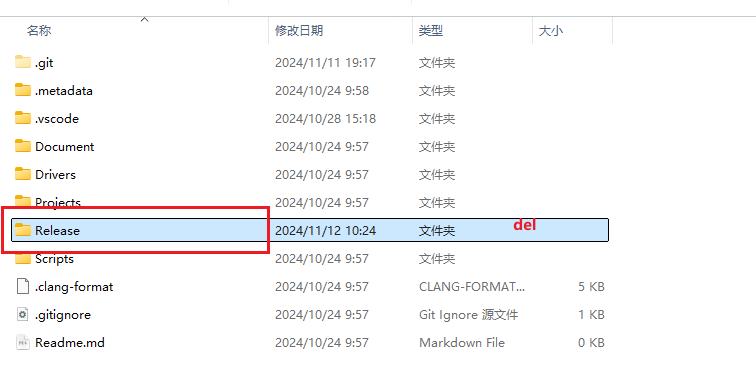 名称 修改日期 类型 大小
.git 2024/11/11 19:17 文件夹
.metadata 2024/10/24 9:58 文件夹
.vscode 2024/10/28 15:18 文件夹
Document 2024/10/24 9:57 文件夹
Drivers 2024/10/24 9:57 文件夹
Projects 2024/10/24 9:57 文件夹
Release 2024/11/12 10:24 文件夹 del
Scripts 2024/10/24 9:57 文件夹
.clang-format 2024/10/24 9:57 CLANG-FORMAT... 5 KB
.gitignore 2024/10/24 9:57 Git Ignore 源文件 1 KB
Readme.md 2024/10/24 9:57 Markdown File 0 KB